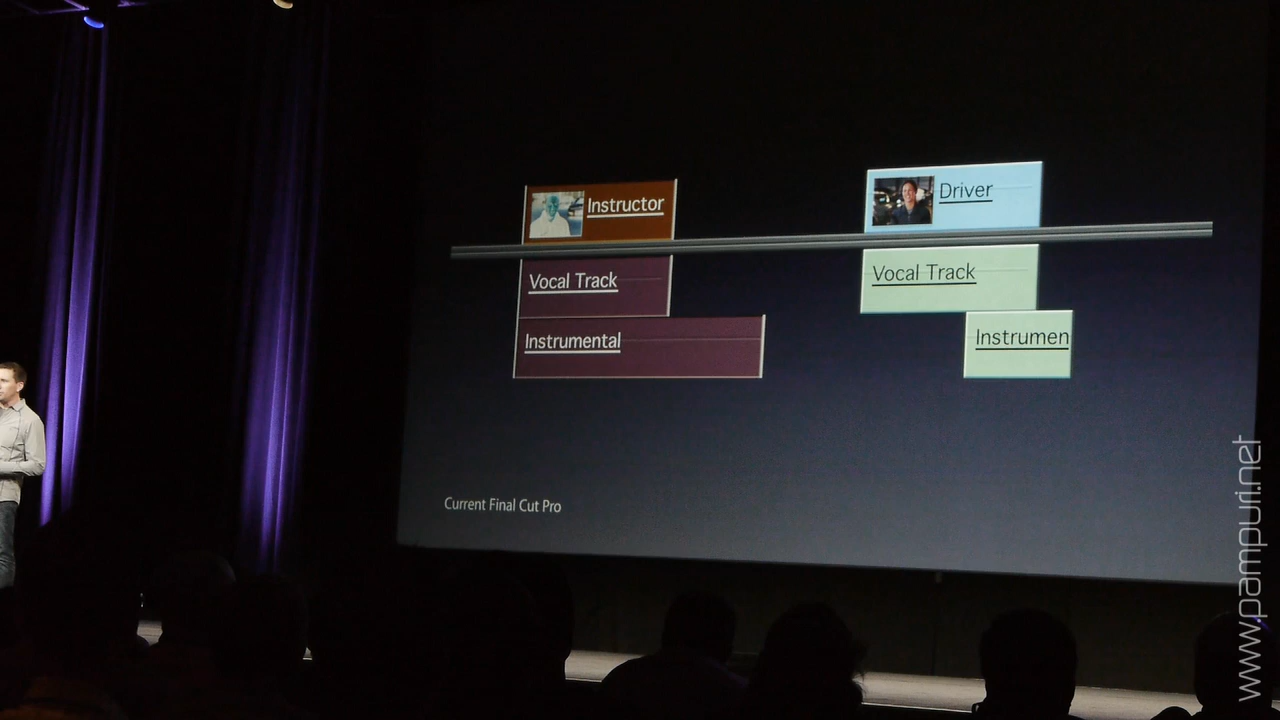 Instructor
Driver
Vocal Track
Vocal Track
Instrumental
Instrumen
Current Final Cut Pro
www.pampuri.net